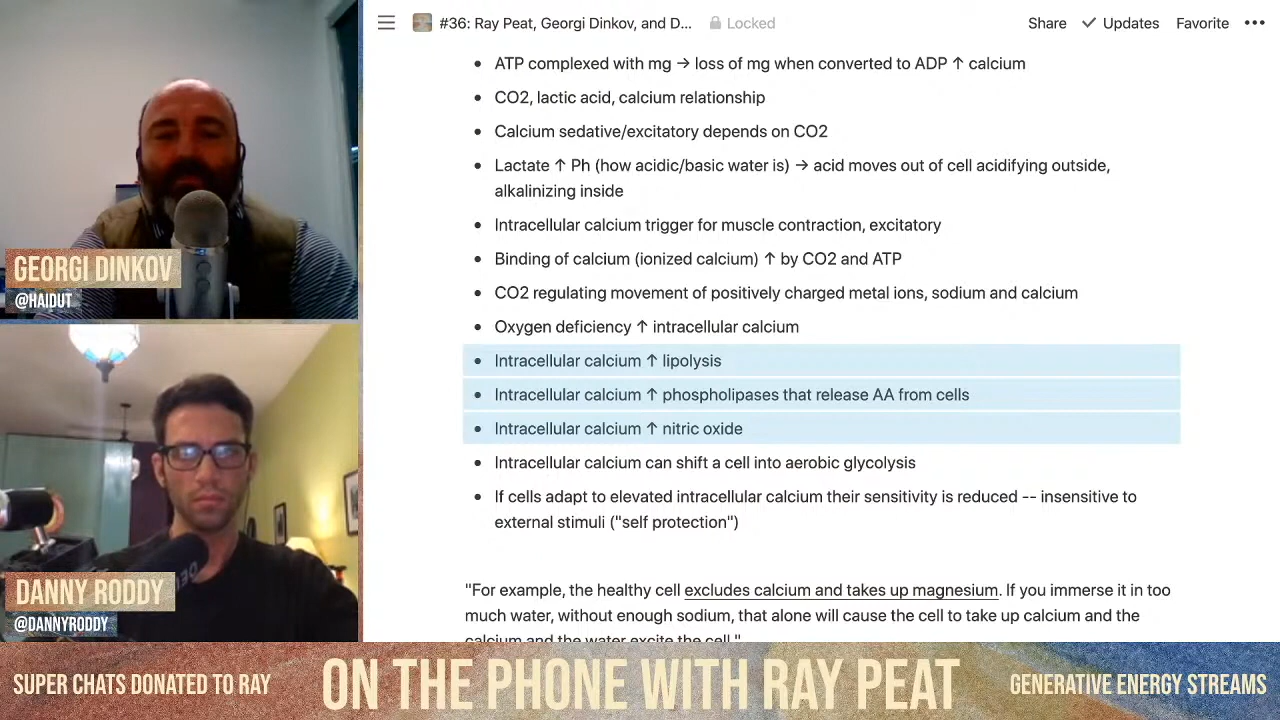 #36: Ray Peat, Georgi Dinkov, and D...
Locked
Share
Updates
Favorite
ATP complexed with mg → loss of mg when converted to ADP ↑ calcium
CO2, lactic acid, calcium relationship
Calcium sedative/excitatory depends on CO2
Lactate ↑ Ph (how acidic/basic water is) → acid moves out of cell acidifying outside,
alkalinizing inside
Intracellular calcium trigger for muscle contraction, excitatory
Binding of calcium (ionized calcium) ↑ by CO2 and ATP
CO2 regulating movement of positively charged metal ions, sodium and calcium
Oxygen deficiency ↑ intracellular calcium
Intracellular calcium ↑ lipolysis
Intracellular calcium ↑ phospholipases that release AA from cells
Intracellular calcium ↑ nitric oxide
Intracellular calcium can shift a cell into aerobic glycolysis
If cells adapt to elevated intracellular calcium their sensitivity is reduced -- insensitive to
external stimuli ("self protection")
"For example, the healthy cell excludes calcium and takes up magnesium. If you immerse it in too
much water, without enough sodium, that alone will cause the cell to take up calcium and the
calcium and the water excite the cell."
GEORGI DINKOV
@HAIDUT
DANNY RODDY
@DANNYRODDY
SUPER CHATS DONATED TO RAY
ON THE PHONE WITH RAY PEAT
GENERATIVE ENERGY STREAMS